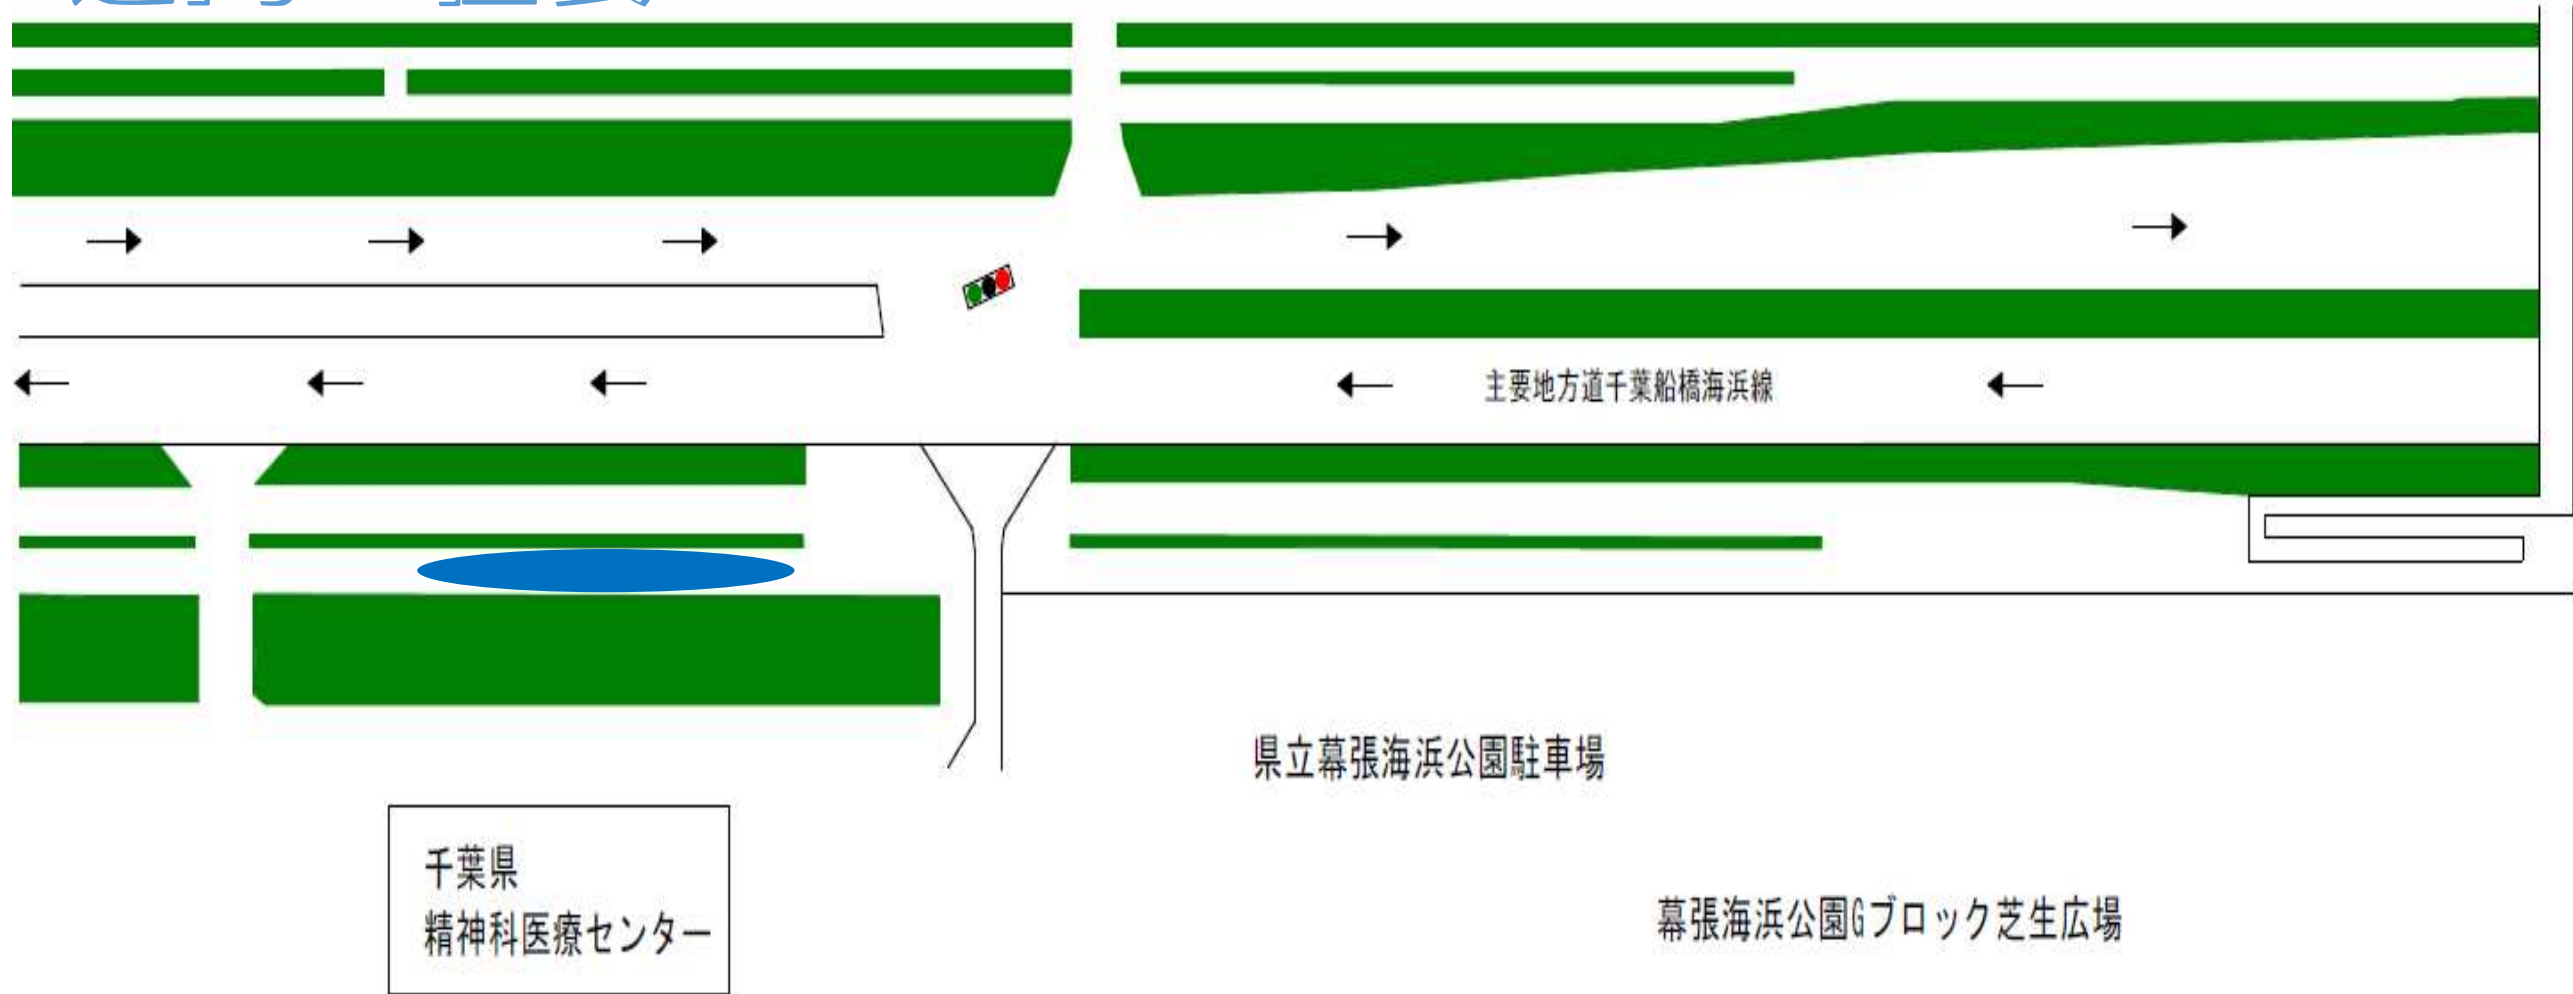 主要地方道千葉船橋海浜線
県立幕張海浜公園駐車場
千葉県
精神科医療センター
幕張海浜公園Gブロック芝生広場